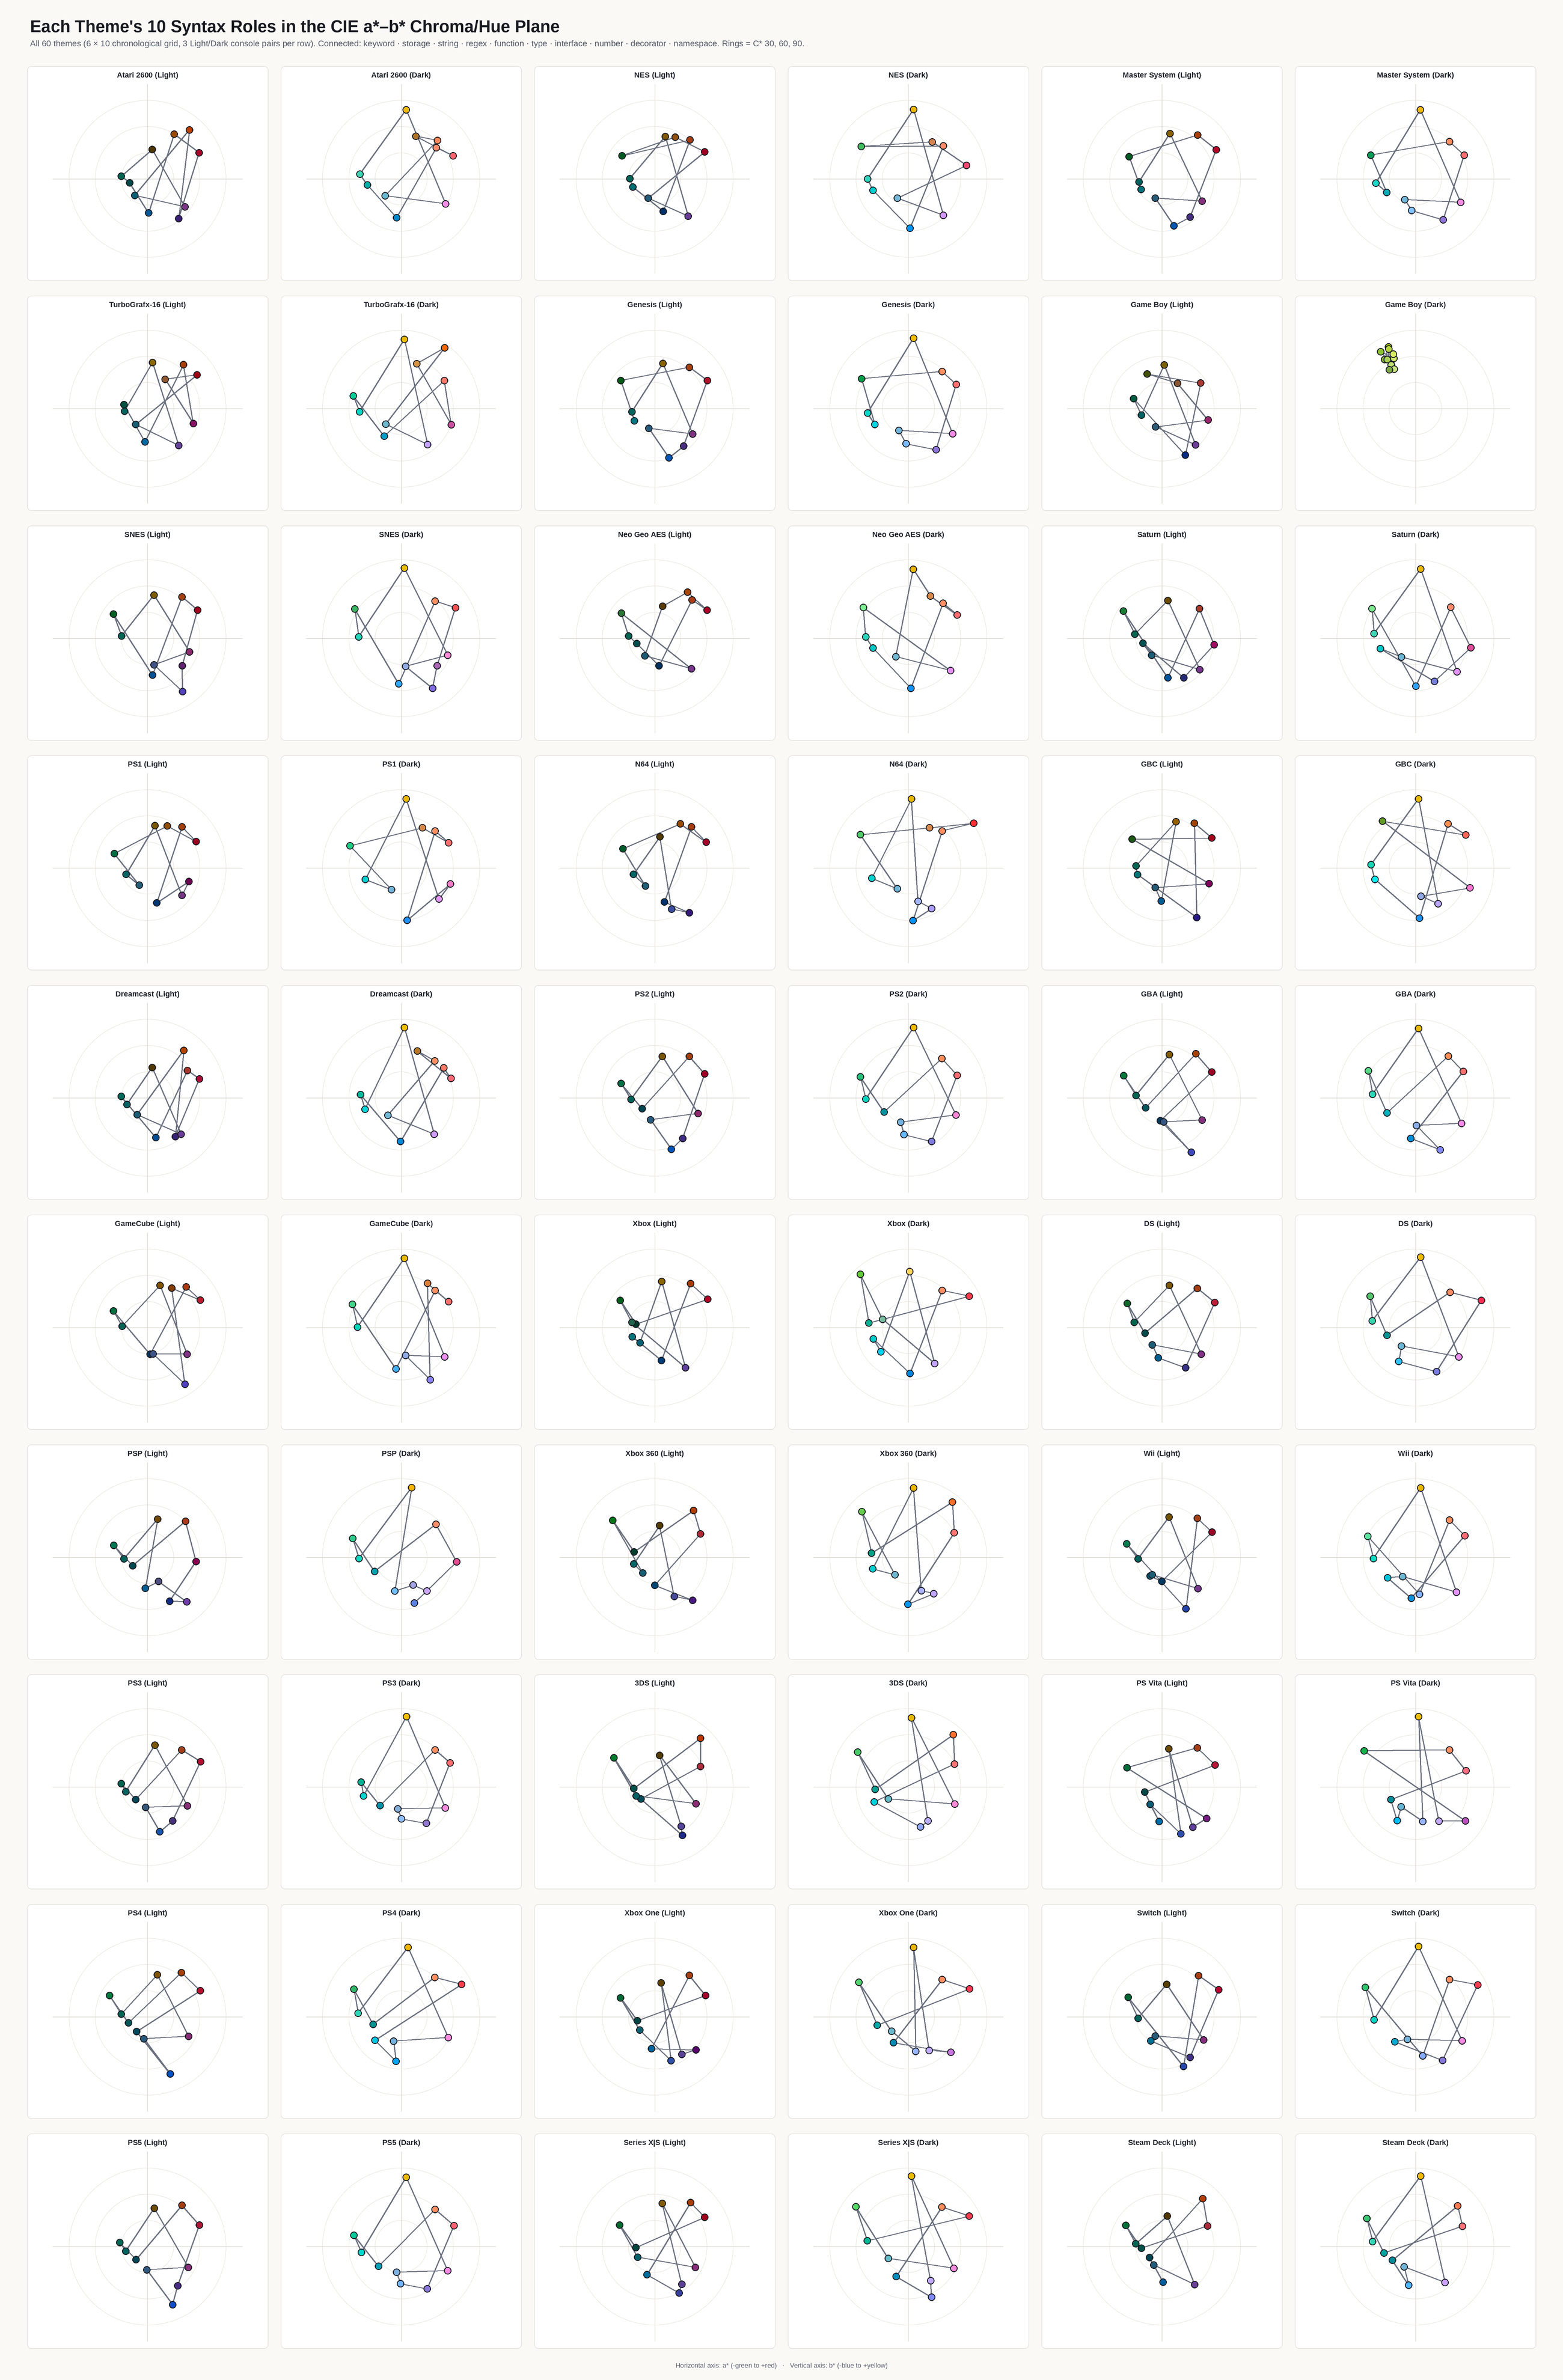 Each Theme's 10 Syntax Roles in the CIE a*–b* Chroma/Hue Plane
All 60 themes (6 × 10 chronological grid, 3 Light/Dark console pairs per row). Connected: keyword · storage · string · regex · function · type · interface · number · decorator · namespace. Rings = C* 30, 60, 90.
Atari 2600 (Light)
Atari 2600 (Dark)
NES (Light)
NES (Dark)
Master System (Light)
Master System (Dark)
TurboGrafx-16 (Light)
TurboGrafx-16 (Dark)
Genesis (Light)
Genesis (Dark)
Game Boy (Light)
Game Boy (Dark)
SNES (Light)
SNES (Dark)
Neo Geo AES (Light)
Neo Geo AES (Dark)
Saturn (Light)
Saturn (Dark)
PS1 (Light)
PS1 (Dark)
N64 (Light)
N64 (Dark)
GBC (Light)
GBC (Dark)
Dreamcast (Light)
Dreamcast (Dark)
PS2 (Light)
PS2 (Dark)
GBA (Light)
GBA (Dark)
GameCube (Light)
GameCube (Dark)
Xbox (Light)
Xbox (Dark)
DS (Light)
DS (Dark)
PSP (Light)
PSP (Dark)
Xbox 360 (Light)
Xbox 360 (Dark)
Wii (Light)
Wii (Dark)
PS3 (Light)
PS3 (Dark)
3DS (Light)
3DS (Dark)
PS Vita (Light)
PS Vita (Dark)
PS4 (Light)
PS4 (Dark)
Xbox One (Light)
Xbox One (Dark)
Switch (Light)
Switch (Dark)
PS5 (Light)
PS5 (Dark)
Series X|S (Light)
Series X|S (Dark)
Steam Deck (Light)
Steam Deck (Dark)
Horizontal axis: a* (-green to +red) · Vertical axis: b* (-blue to +yellow)